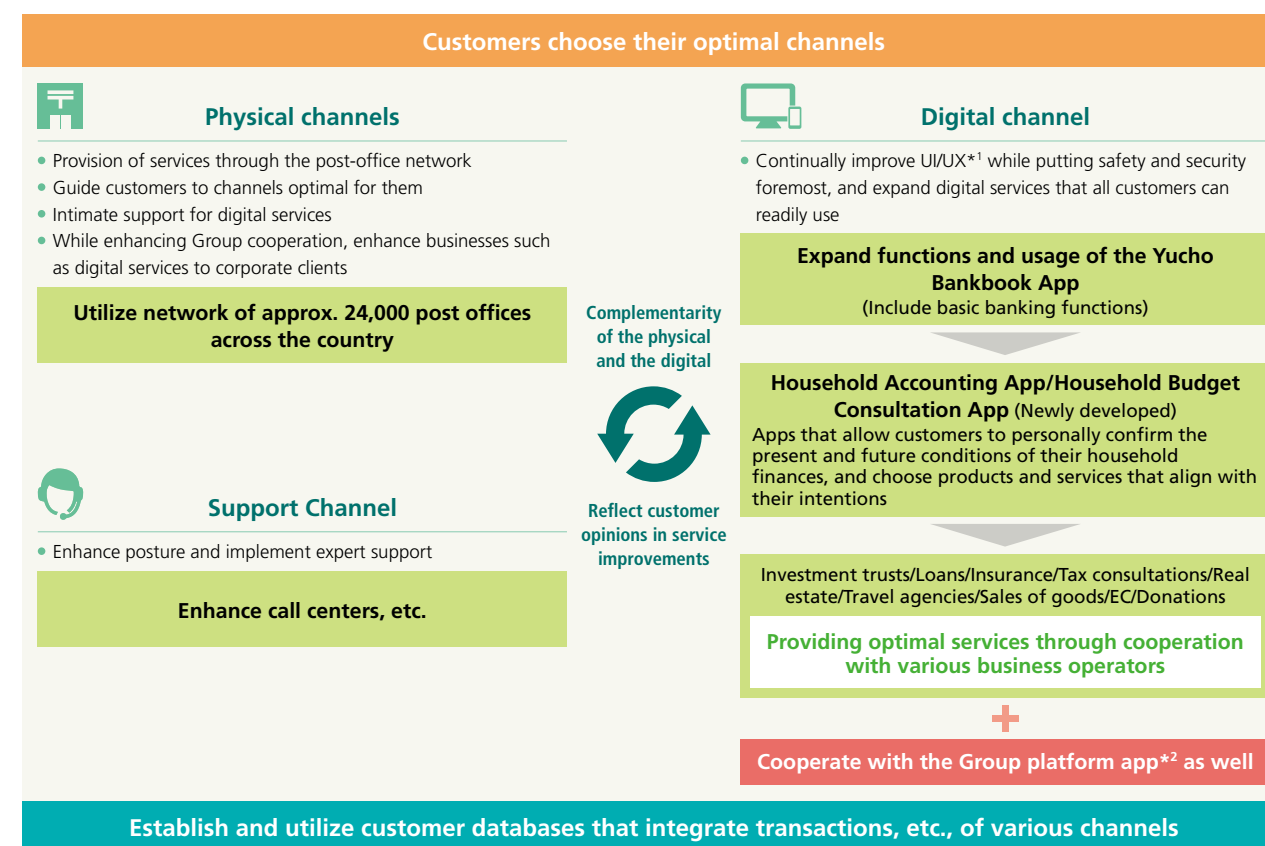 Customers choose their optimal channels
Physical channels
• Provision of services through the post-office network
• Guide customers to channels optimal for them
• Intimate support for digital services
• While enhancing Group cooperation, enhance businesses such
as digital services to corporate clients
Utilize network of approx. 24,000 post offices
across the country
Support Channel
• Enhance posture and implement expert support
Enhance call centers, etc.
Complementarity
of the physical
and the digital
Reflect customer
opinions in service
improvements
Digital channel
• Continually improve UI/UX*1 while putting safety and security
foremost, and expand digital services that all customers can
readily use
Expand functions and usage of the Yucho
Bankbook App
(Include basic banking functions)
Household Accounting App/Household Budget
Consultation App (Newly developed)
Apps that allow customers to personally confirm the
present and future conditions of their household
finances, and choose products and services that align with
their intentions
Investment trusts/Loans/Insurance/Tax consultations/Real
estate/Travel agencies/Sales of goods/EC/Donations
Providing optimal services through cooperation
with various business operators
+
Cooperate with the Group platform app*2 as well
Establish and utilize customer databases that integrate transactions, etc., of various channels